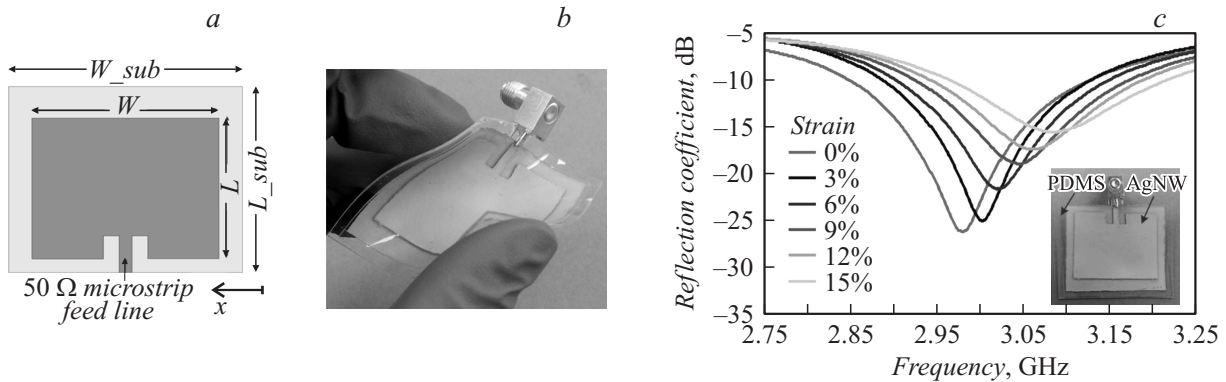 a
W_sub
W
L
L_sub
50 Ω microstrip
feed line
x
b
c
Reflection coefficient, dB
−5
−10
−15
−20
−25
−30
−35
Strain
0%
3%
6%
9%
12%
15%
PDMS
AgNW
2.75
2.85
2.95
3.05
3.15
3.25
Frequency, GHz